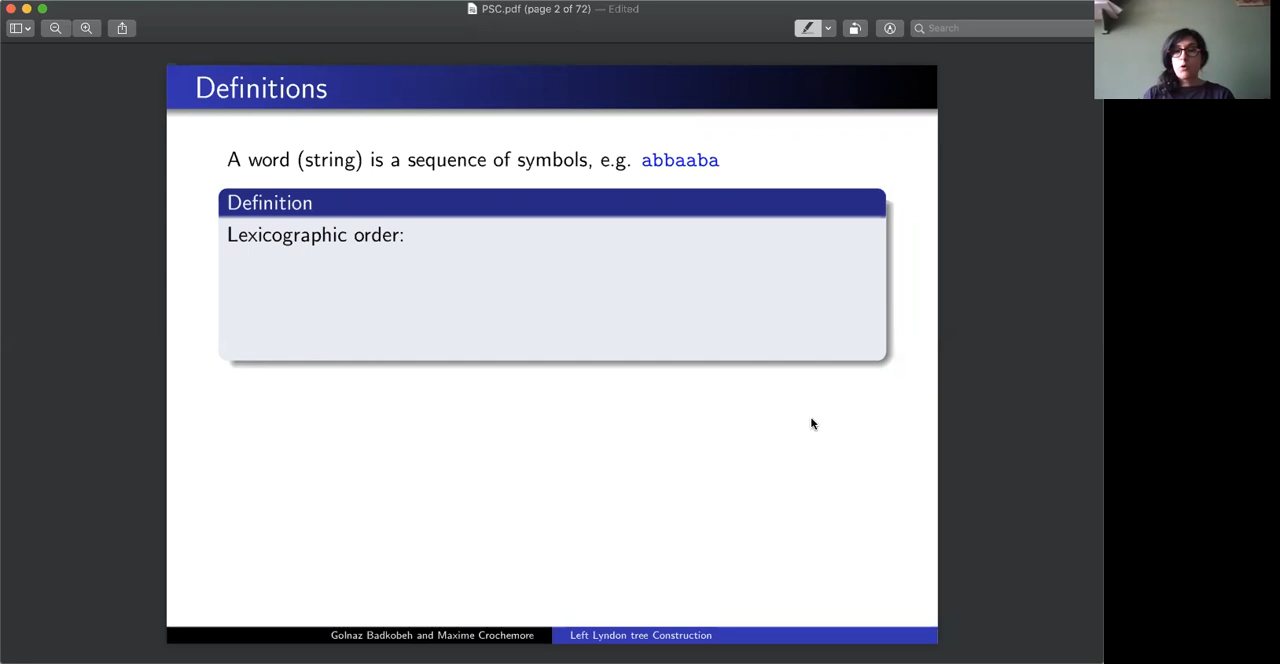 PSC.pdf (page 2 of 72) — Edited
Search
Definitions
A word (string) is a sequence of symbols, e.g. abbaaba
Definition
Lexicographic order:
Golnaz Badkobeh and Maxime Crochemore
Left Lyndon tree Construction